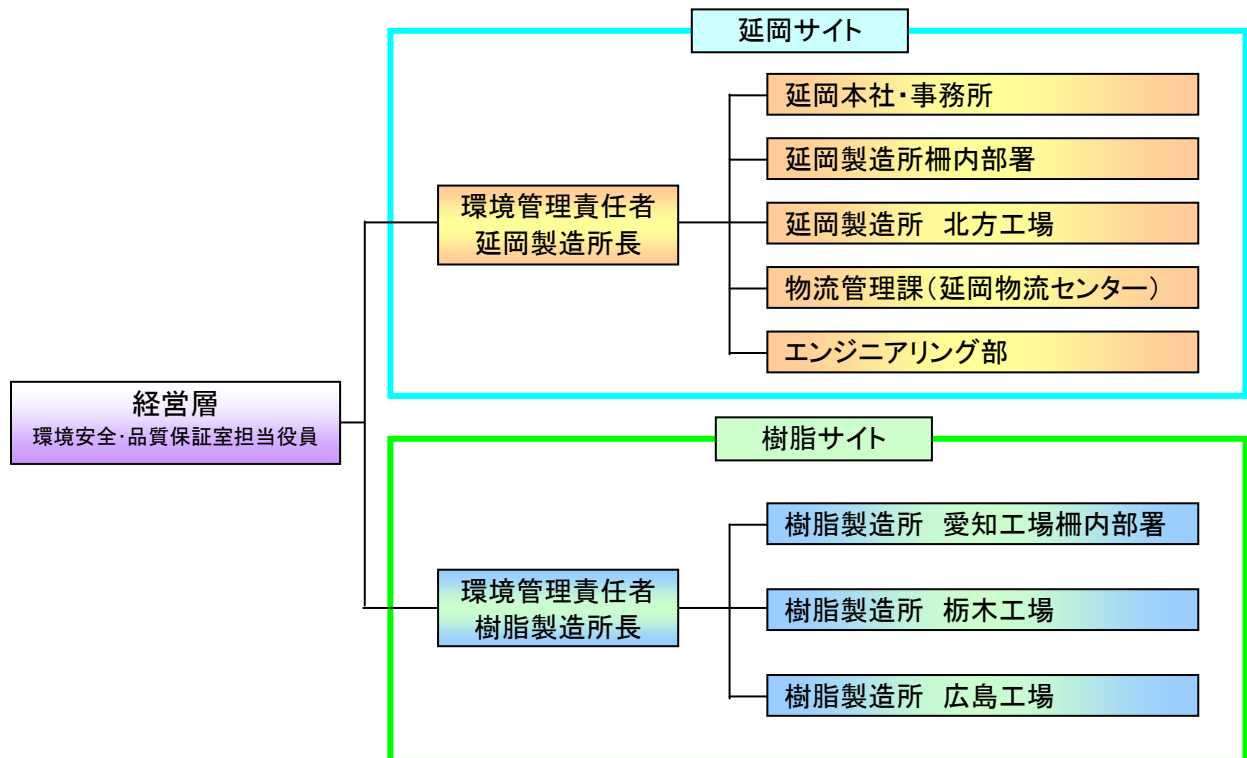 延岡サイト
延岡本社・事務所
延岡製造所柵内部署
環境管理責任者
延岡製造所長
延岡製造所　北方工場
物流管理課（延岡物流センター）
エンジニアリング部
経営層
環境安全・品質保証室担当役員
樹脂サイト
樹脂製造所　愛知工場柵内部署
環境管理責任者
樹脂製造所長
樹脂製造所　栃木工場
樹脂製造所　広島工場